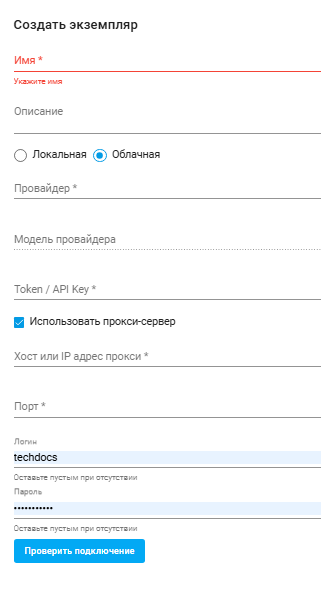 Создать экземпляр
Имя *
Укажите имя
Описание
Локальная Облачная
Провайдер *
Модель провайдера
Token / API Key *
Использовать прокси-сервер
Хост или IP адрес прокси *
Порт *
Логин
techdocs
Оставьте пустым при отсутствии
Пароль
•••••••••••
Оставьте пустым при отсутствии
Проверить подключение